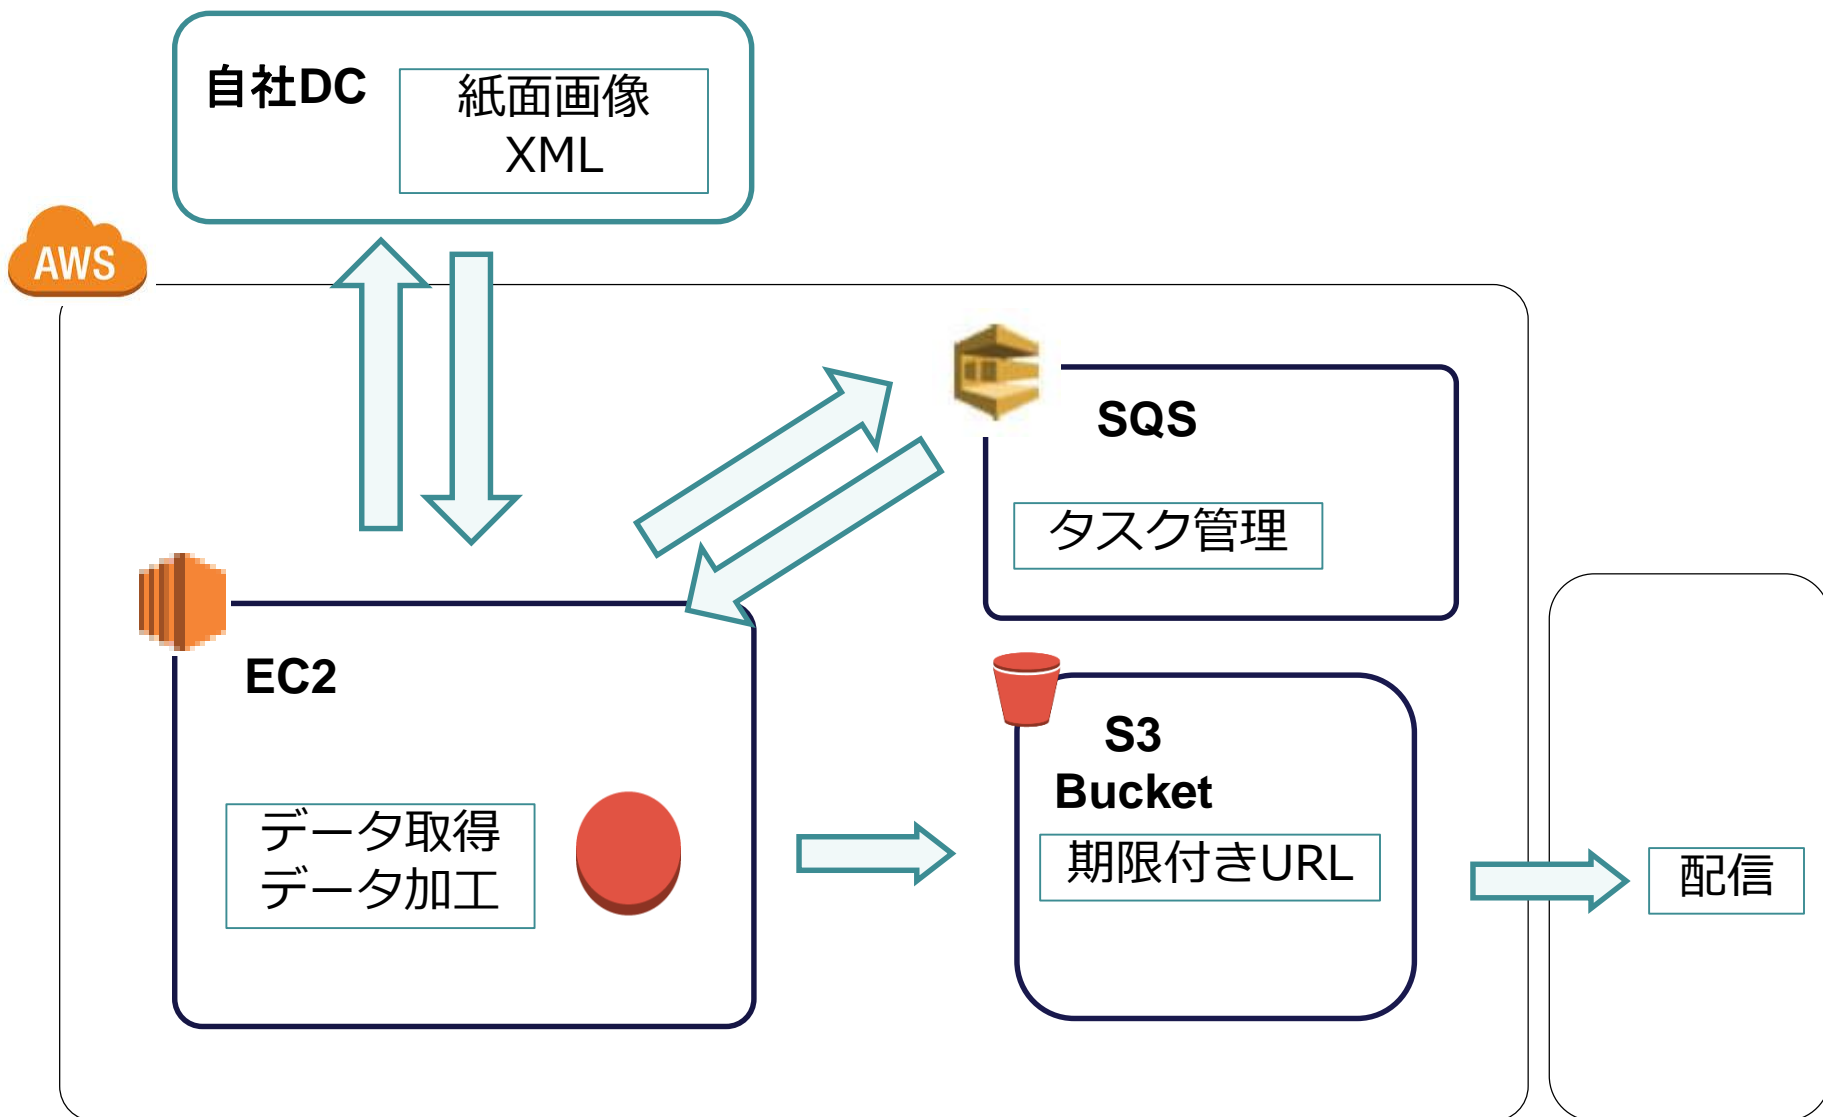 自社DC
紙面画像
XML
AWS
SQS
タスク管理
EC2
データ取得
データ加工
S3
Bucket
期限付きURL
配信